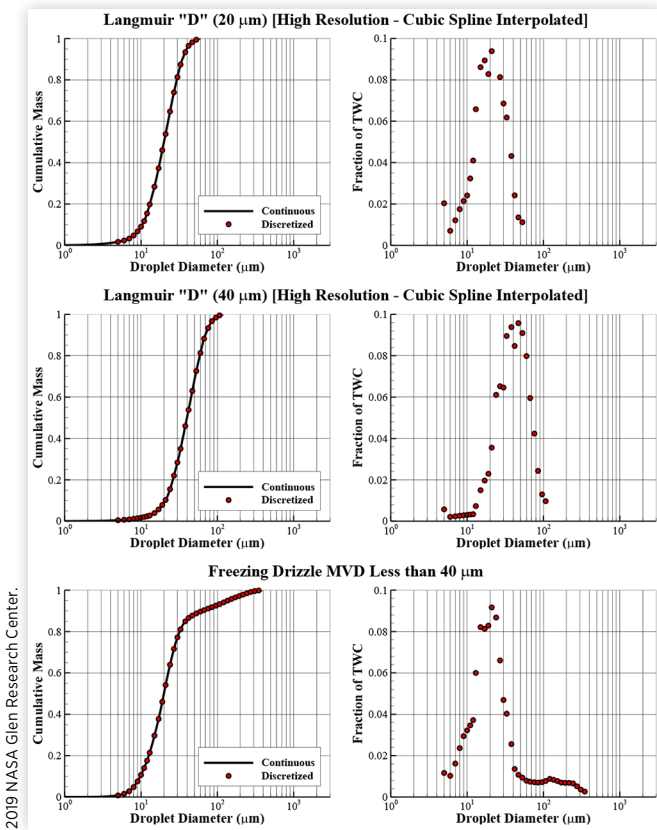 Langmuir "D" (20 μm) [High Resolution - Cubic Spline Interpolated]
Cumulative Mass
1
0.8
0.6
0.4
0.2
0
10⁰ 10¹ 10² 10³
Droplet Diameter (μm)
Continuous
Discretized
Fraction of TWC
0.1
0.08
0.06
0.04
0.02
0
10⁰ 10¹ 10² 10³
Droplet Diameter (μm)
Langmuir "D" (40 μm) [High Resolution - Cubic Spline Interpolated]
Cumulative Mass
1
0.8
0.6
0.4
0.2
0
10⁰ 10¹ 10² 10³
Droplet Diameter (μm)
Continuous
Discretized
Fraction of TWC
0.1
0.08
0.06
0.04
0.02
0
10⁰ 10¹ 10² 10³
Droplet Diameter (μm)
Freezing Drizzle MVD Less than 40 μm
Cumulative Mass
1
0.8
0.6
0.4
0.2
0
10⁰ 10¹ 10² 10³
Droplet Diameter (μm)
Continuous
Discretized
Fraction of TWC
0.1
0.08
0.06
0.04
0.02
0
10⁰ 10¹ 10² 10³
Droplet Diameter (μm)
2019 NASA Glen Research Center.